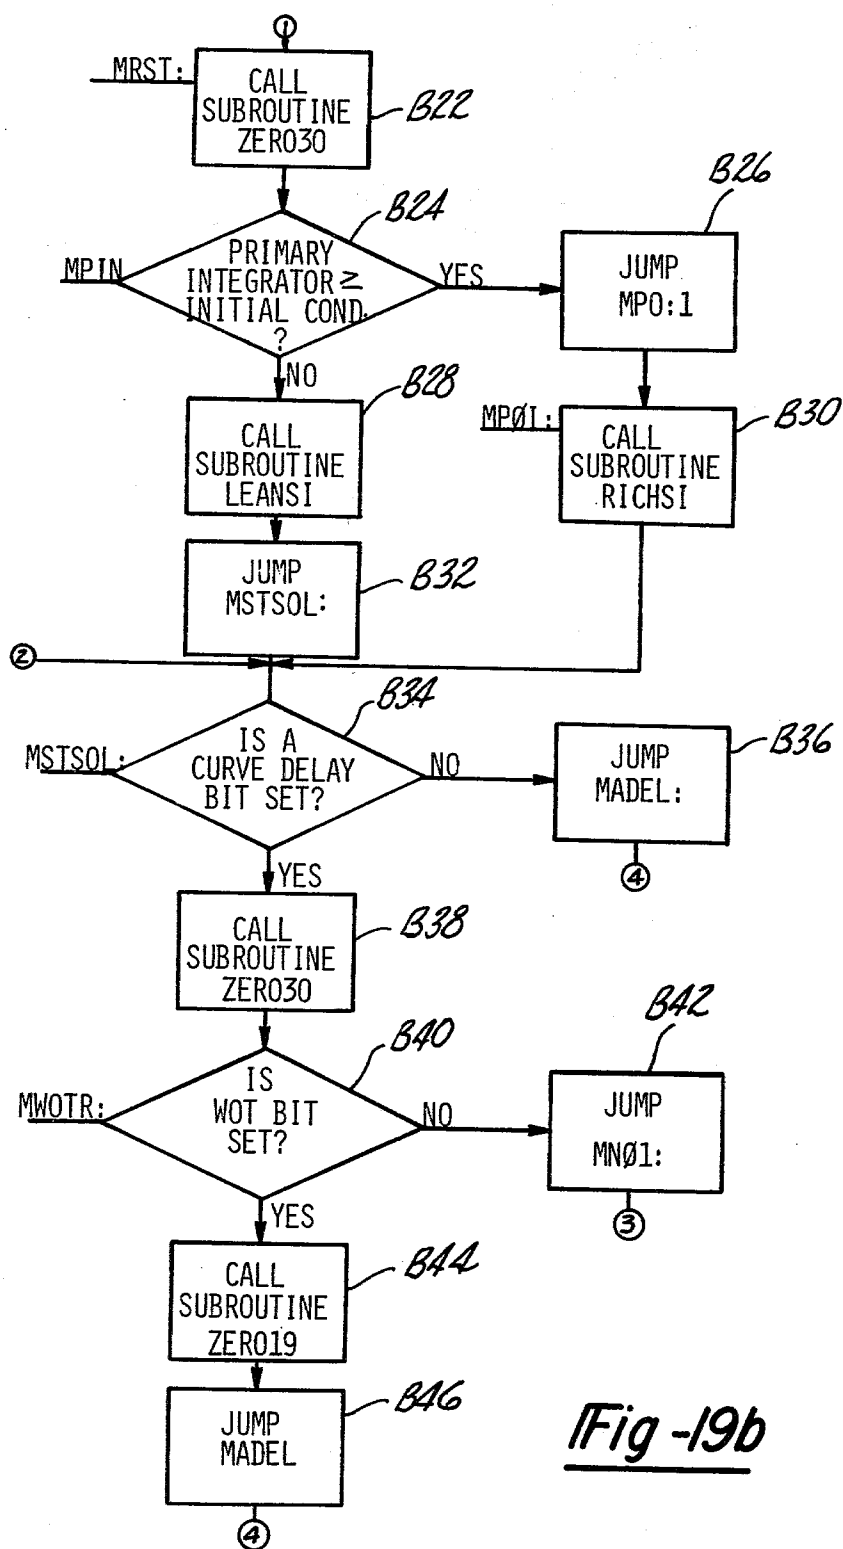 1
MRST:
CALL
SUBROUTINE
ZERO30
B22
B24
MPIN
PRIMARY
INTEGRATOR ≥
INITIAL COND.
?
YES
B26
JUMP
MPO:1
NO
B28
CALL
SUBROUTINE
LEANSI
MPØI:
CALL
SUBROUTINE
RICHSI
B30
JUMP
MSTSOL:
B32
2
B34
MSTSOL:
IS A
CURVE DELAY
BIT SET?
NO
JUMP
MADEL:
B36
4
YES
CALL
SUBROUTINE
ZERO30
B38
B40
MWOTR:
IS
WOT BIT
SET?
NO
B42
JUMP
MNØ1:
3
YES
CALL
SUBROUTINE
ZERO19
B44
JUMP
MADEL
B46
4
Fig-19b